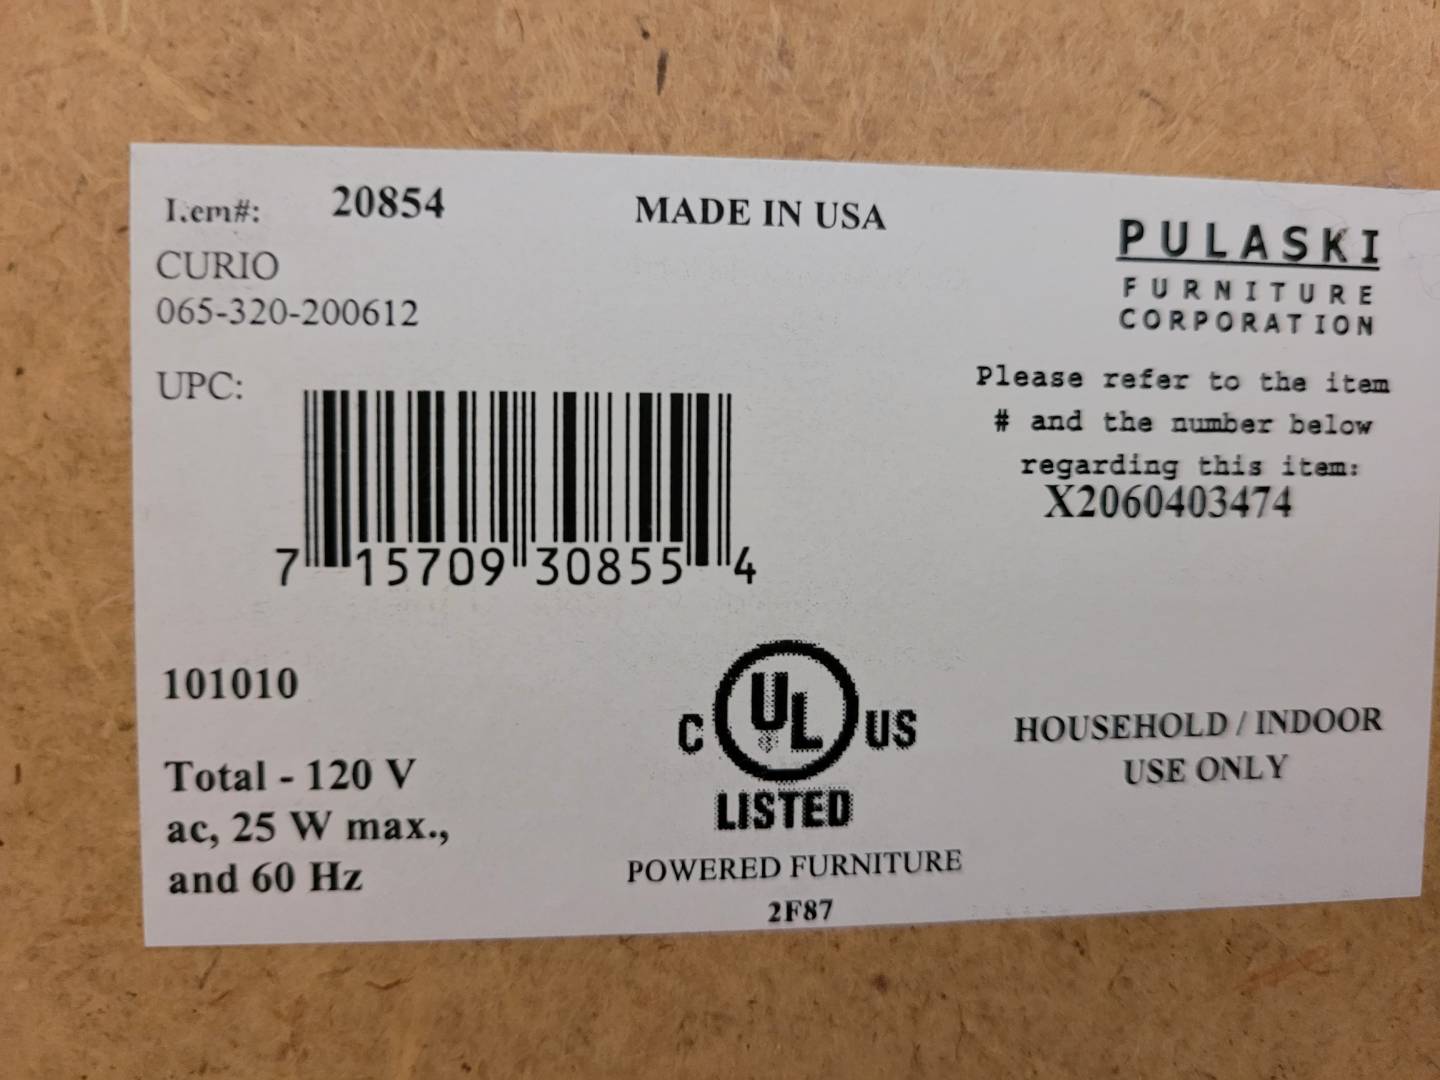 Item#: 20854
MADE IN USA
CURIO
065-320-200612
UPC:
7 15709 30855 4
PULASKI
FURNITURE
CORPORATION
Please refer to the item
# and the number below
regarding this item:
X2060403474
101010
Total - 120 V
ac, 25 W max.,
and 60 Hz
C UL US
LISTED
POWERED FURNITURE
2F87
HOUSEHOLD / INDOOR
USE ONLY